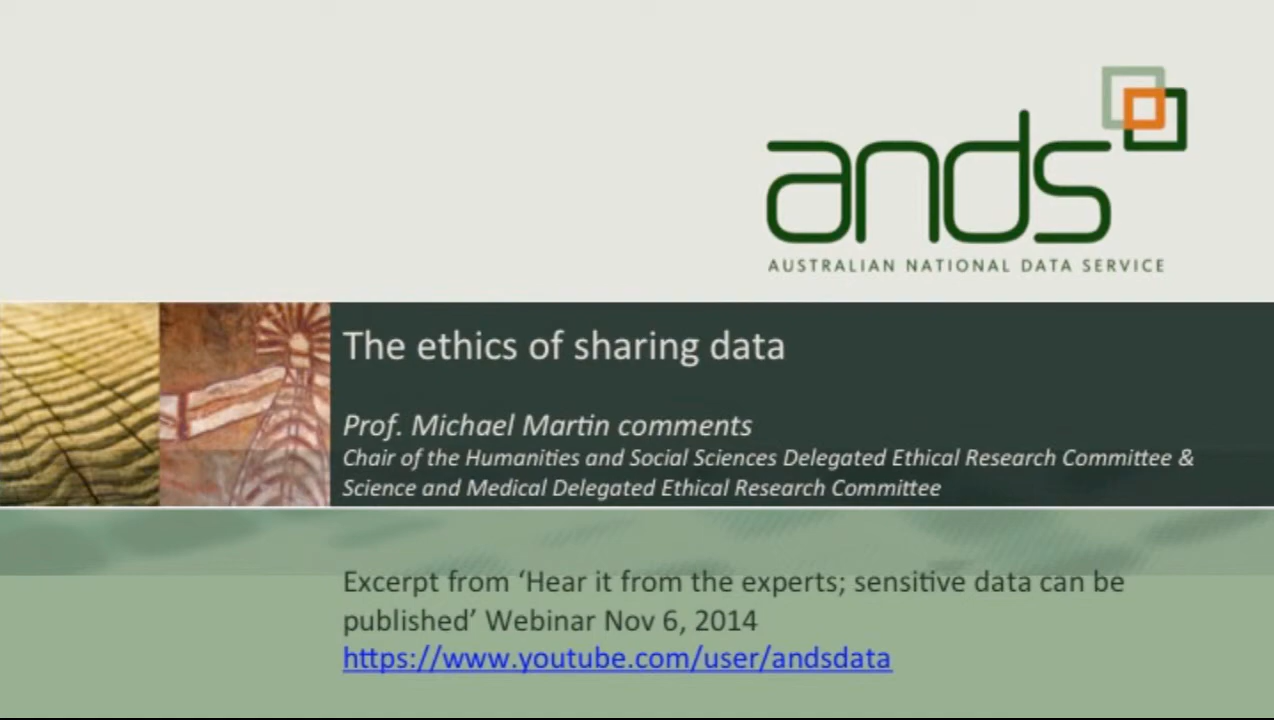 ands
AUSTRALIAN NATIONAL DATA SERVICE
The ethics of sharing data
Prof. Michael Martin comments
Chair of the Humanities and Social Sciences Delegated Ethical Research Committee &
Science and Medical Delegated Ethical Research Committee
Excerpt from ‘Hear it from the experts; sensitive data can be
published’ Webinar Nov 6, 2014
https://www.youtube.com/user/andsdata